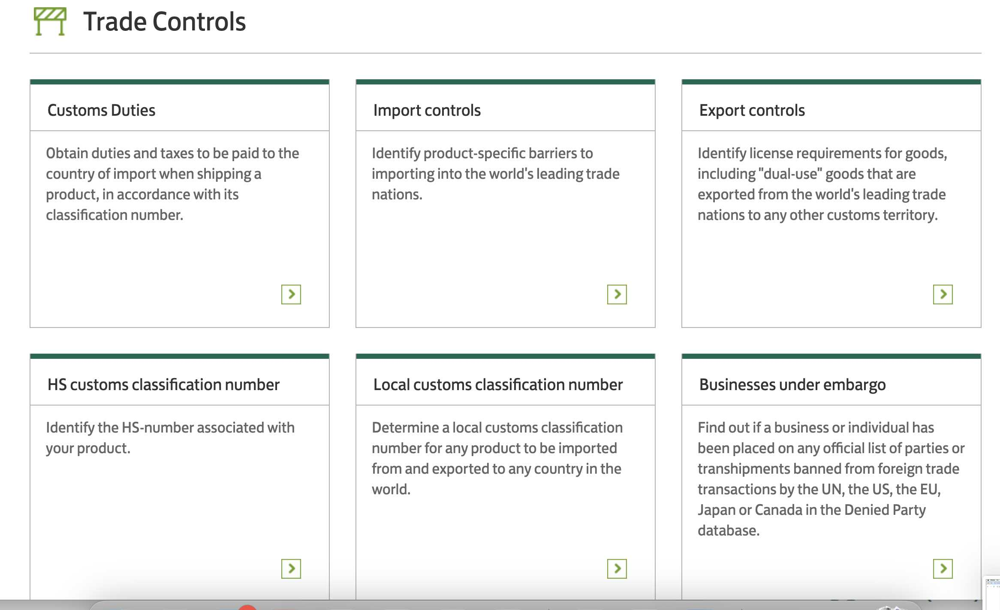 Trade Controls
Customs Duties
Obtain duties and taxes to be paid to the
country of import when shipping a
product, in accordance with its
classification number.
Import controls
Identify product-specific barriers to
importing into the world's leading trade
nations.
Export controls
Identify license requirements for goods,
including "dual-use" goods that are
exported from the world's leading trade
nations to any other customs territory.
HS customs classification number
Identify the HS-number associated with
your product.
Local customs classification number
Determine a local customs classification
number for any product to be imported
from and exported to any country in the
world.
Businesses under embargo
Find out if a business or individual has
been placed on any official list of parties or
transhipments banned from foreign trade
transactions by the UN, the US, the EU,
Japan or Canada in the Denied Party
database.